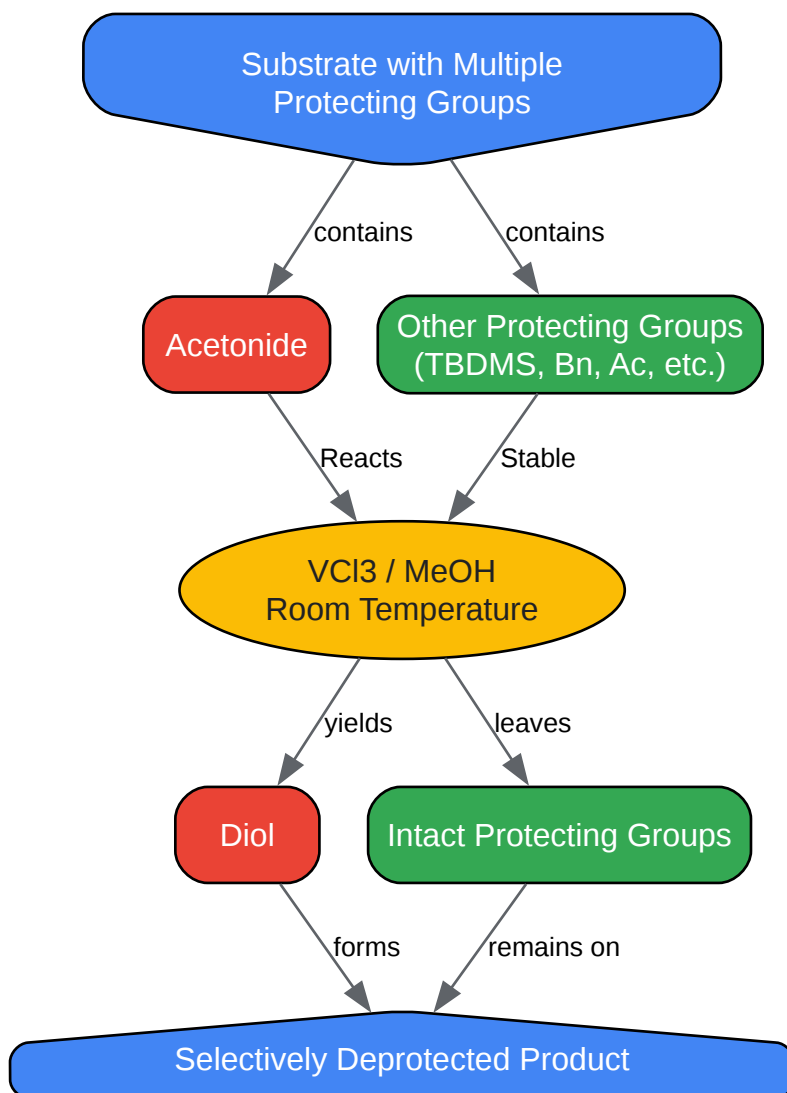 Substrate with Multiple
Protecting Groups
contains
contains
Acetonide
Other Protecting Groups
(TBDMS, Bn, Ac, etc.)
Reacts
Stable
VCl3 / MeOH
Room Temperature
yields
leaves
Diol
Intact Protecting Groups
forms
remains on
Selectively Deprotected Product